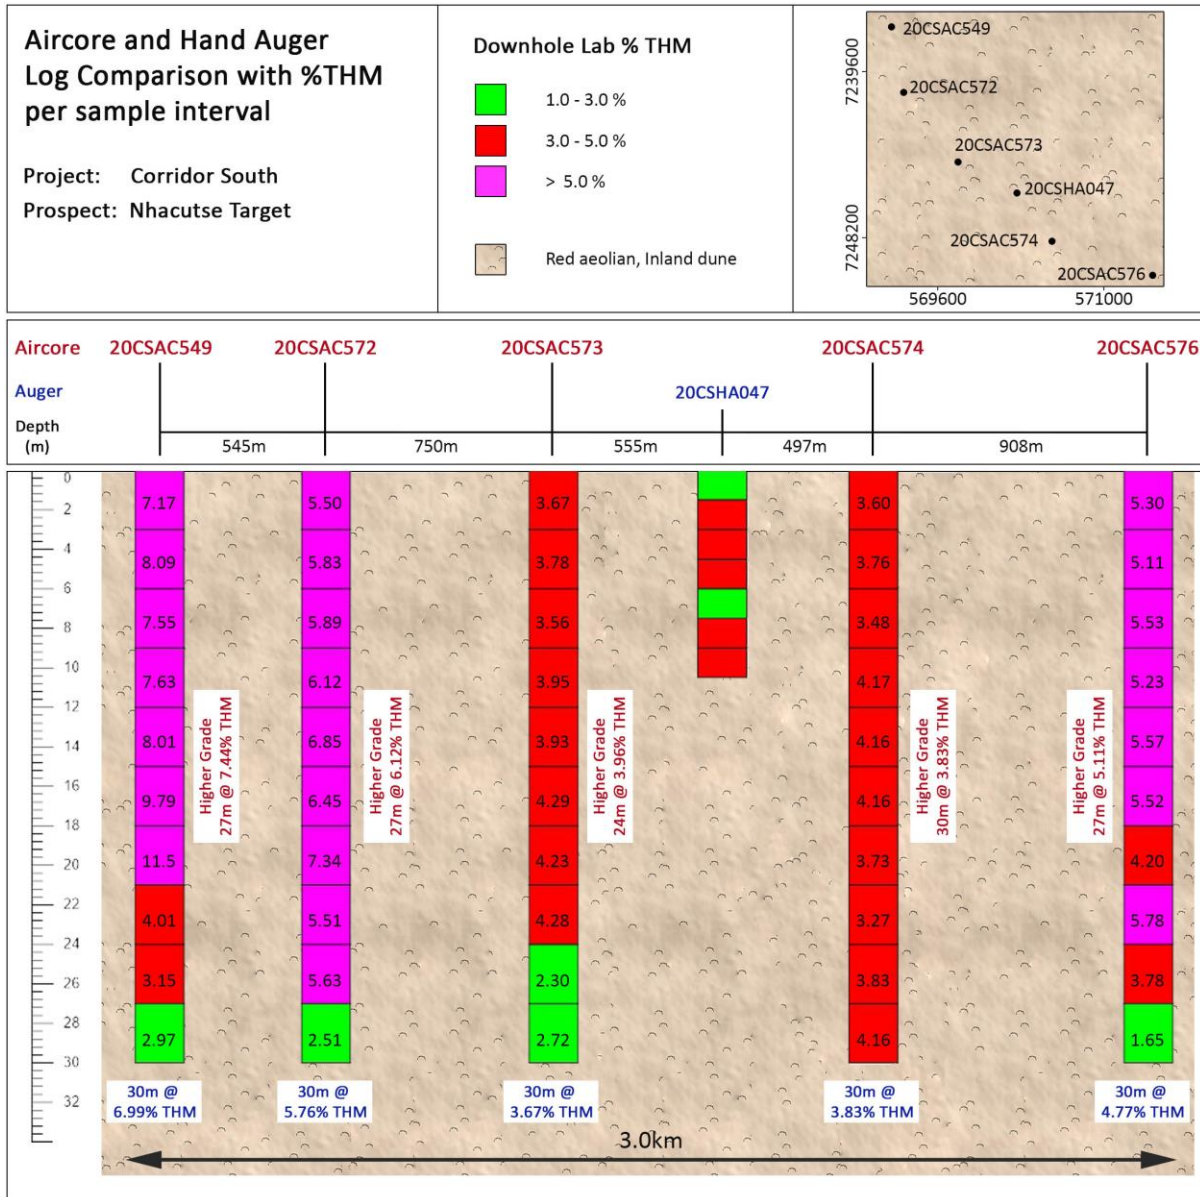 Aircore and Hand Auger
Log Comparison with %THM
per sample interval
Project: Corridor South
Prospect: Nhacutse Target
Downhole Lab % THM
1.0 - 3.0 %
3.0 - 5.0 %
> 5.0 %
Red aeolian, Inland dune
7239600
7248200
20CSAC549
20CSAC572
20CSAC573
20CSHA047
20CSAC574
20CSAC576
569600 571000
Aircore 20CSAC549 20CSAC572 20CSAC573 20CSAC574 20CSAC576
Auger 20CSHA047
Depth
(m)
545m 750m 555m 497m 908m
0
2
4
6
8
10
12
14
16
18
20
22
24
26
28
30
32
7.17
8.09
7.55
7.63
8.01
9.79
11.5
4.01
3.15
2.97
Higher Grade
27m @ 7.44% THM
30m @
6.99% THM
5.50
5.83
5.89
6.12
6.85
6.45
7.34
5.51
5.63
2.51
Higher Grade
27m @ 6.12% THM
30m @
5.76% THM
3.67
3.78
3.56
3.95
3.93
4.29
4.23
4.28
2.30
2.72
Higher Grade
24m @ 3.96% THM
30m @
3.67% THM
3.60
3.76
3.48
4.17
4.16
4.16
3.73
3.27
3.83
4.16
Higher Grade
30m @ 3.83% THM
30m @
3.83% THM
5.30
5.11
5.53
5.23
5.57
5.52
4.20
5.78
3.78
1.65
Higher Grade
27m @ 5.11% THM
30m @
4.77% THM
3.0km